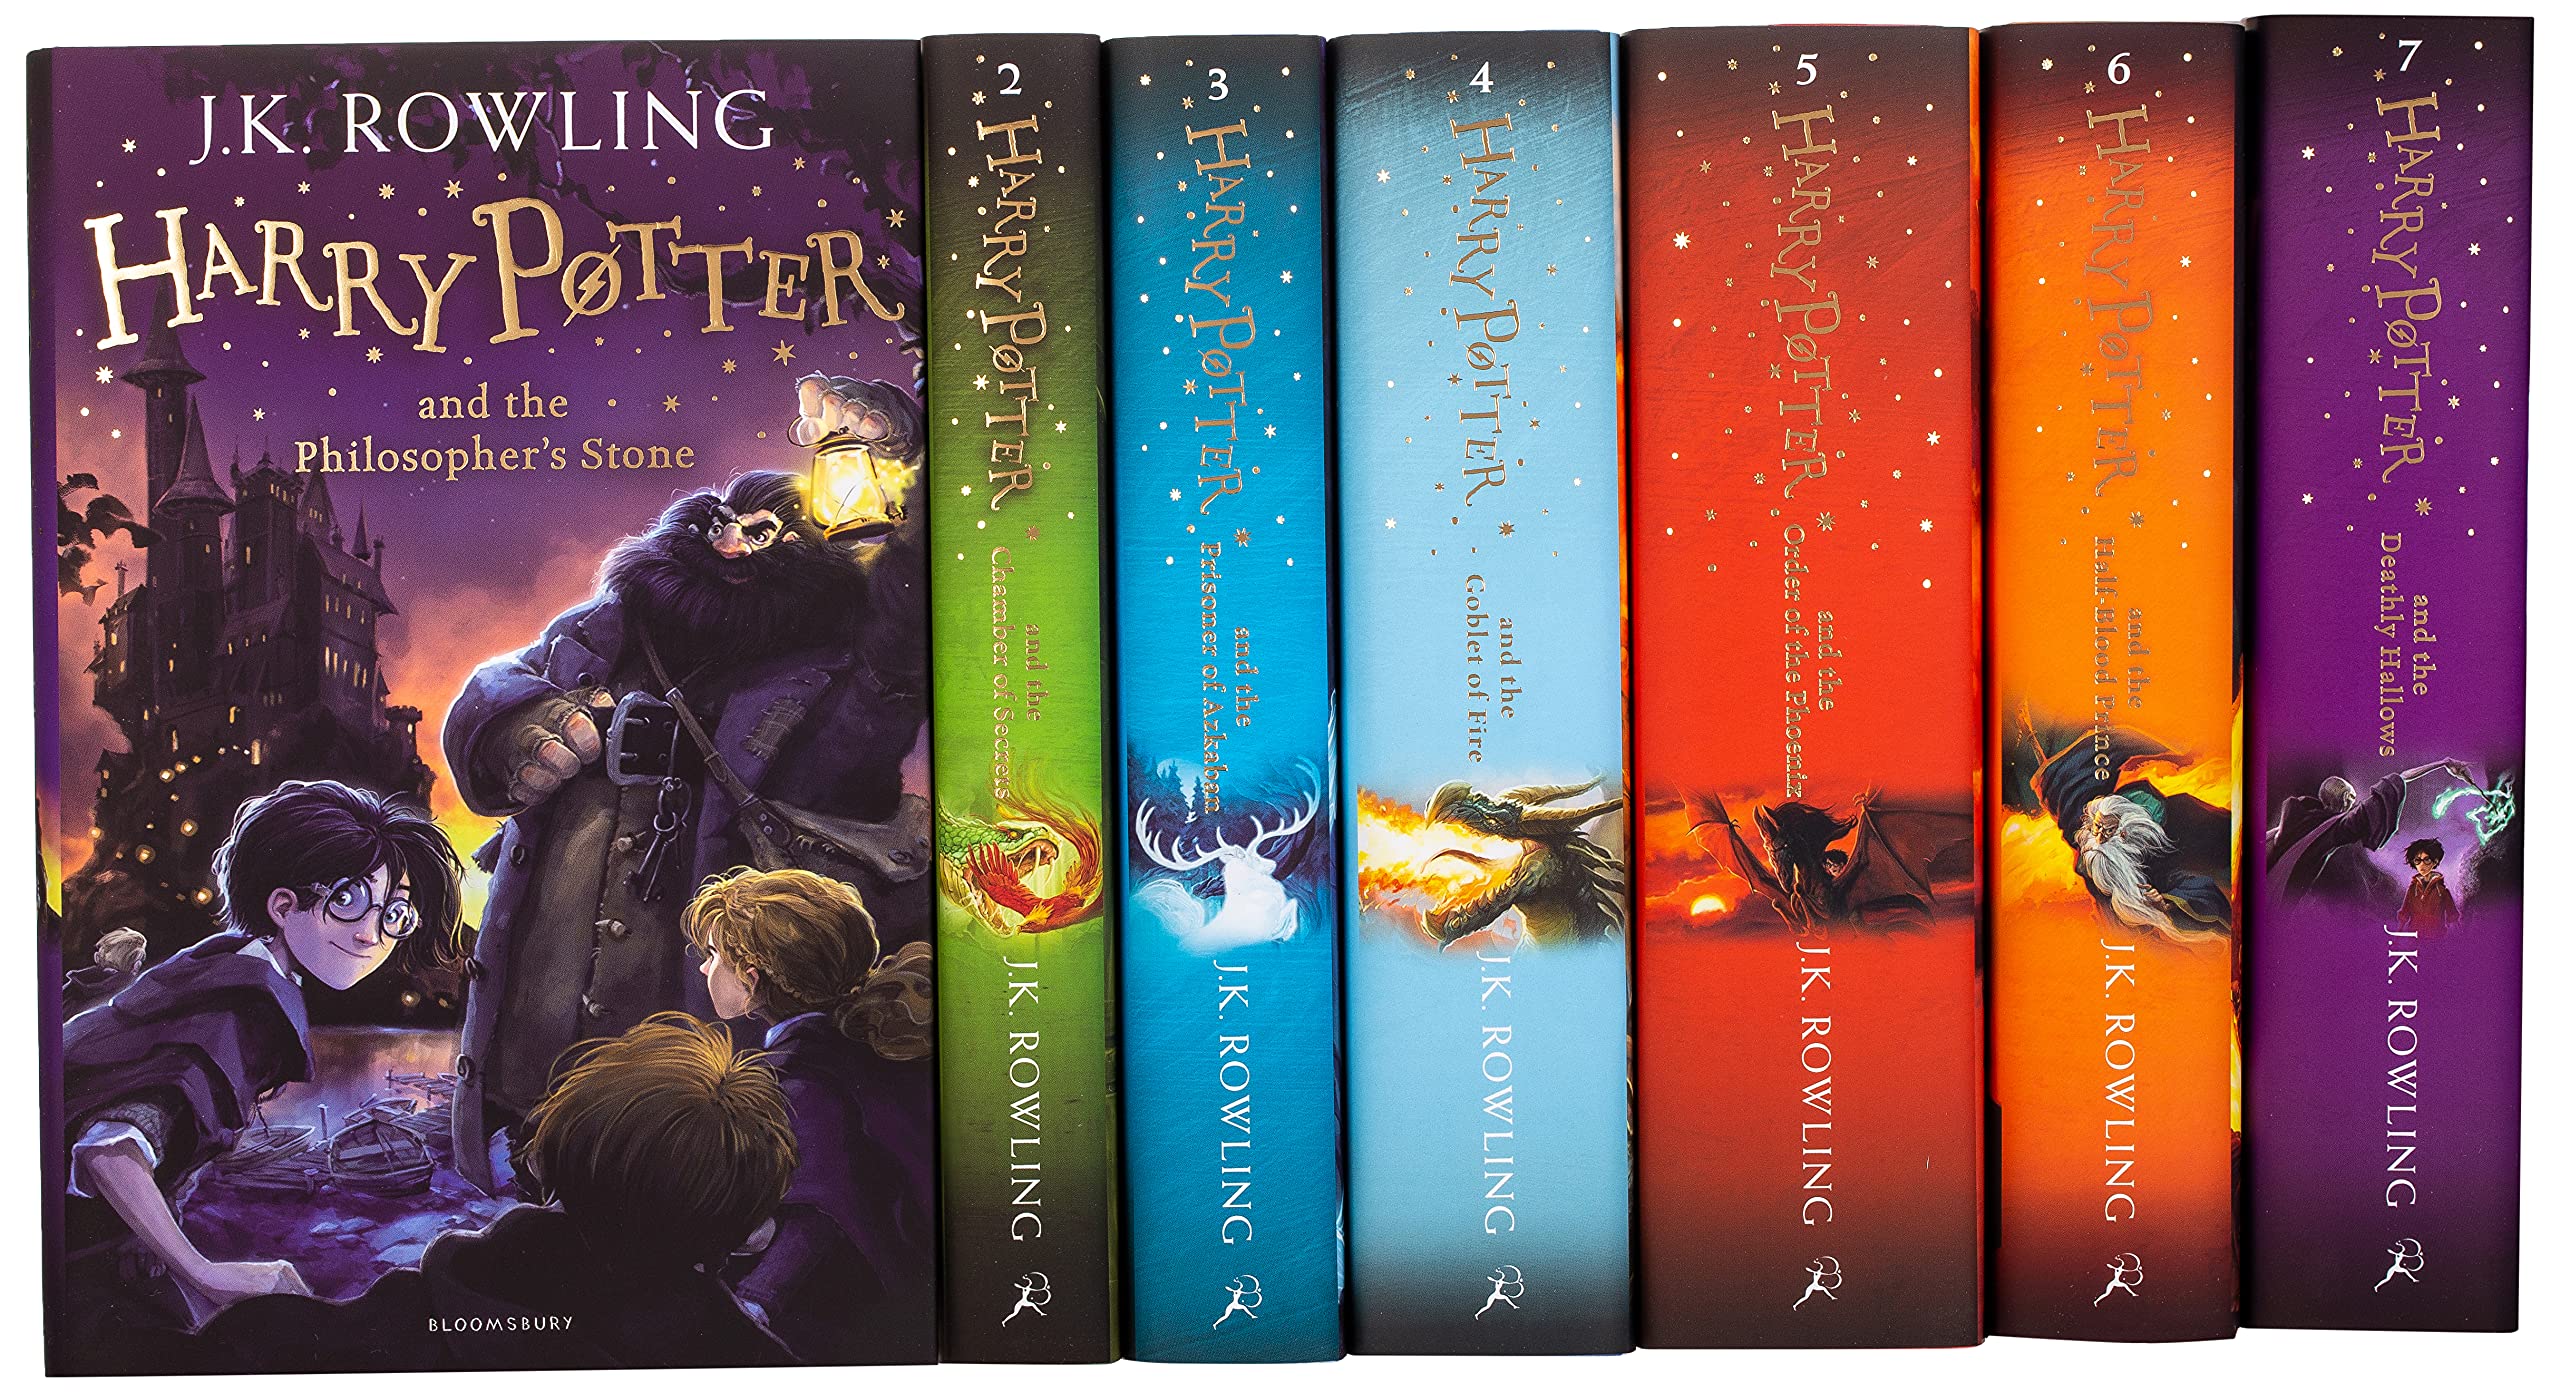 J.K. ROWLING
HARRY POTTER
and the
Philosopher's Stone
BLOOMSBURY
2
HARRY POTTER
and the
Chamber of Secrets
J.K. ROWLING
3
HARRY POTTER
and the
Prisoner of Azkaban
J.K. ROWLING
4
HARRY POTTER
and the
Goblet of Fire
J.K. ROWLING
5
HARRY POTTER
and the
Order of the Phoenix
J.K. ROWLING
6
HARRY POTTER
and the
Half-Blood Prince
J.K. ROWLING
7
HARRY POTTER
and the
Deathly Hallows
J.K. ROWLING